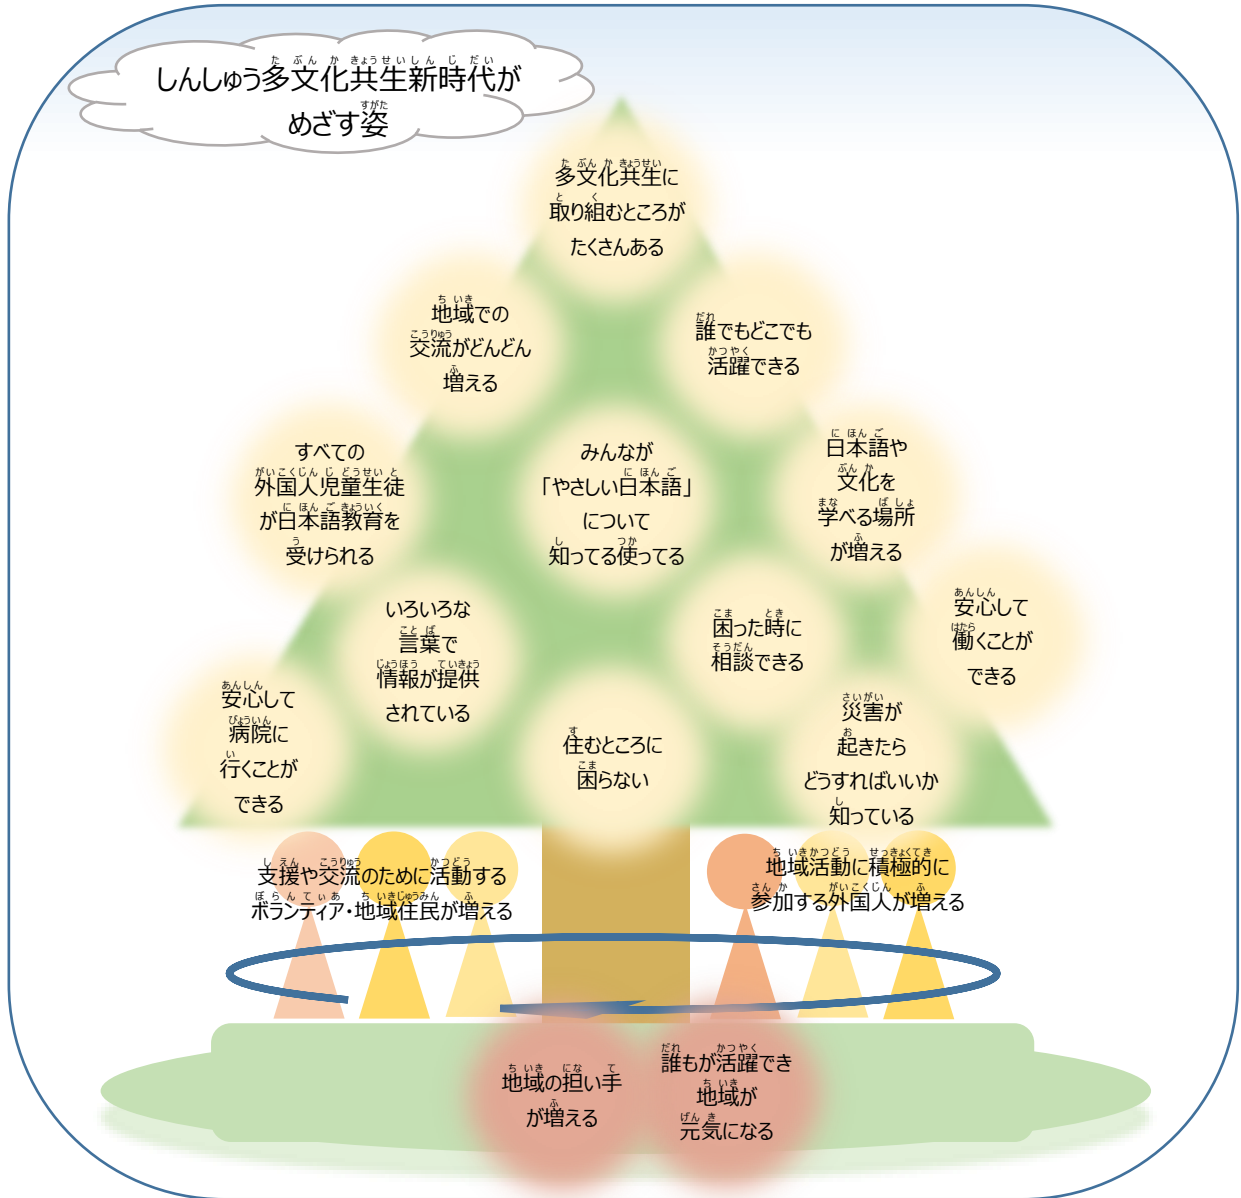 しんしゅう多文化共生新時代が
めざす姿
多文化共生に
取り組むところが
たくさんある
地域での
交流がどんどん
増える
誰でもどこでも
活躍できる
すべての
外国人児童生徒
が日本語教育を
受けられる
みんなが
「やさしい日本語」
について
知ってる使ってる
日本語や
文化を
学べる場所
が増える
いろいろな
言葉で
情報が提供
されている
困った時に
相談できる
安心して
働くことが
できる
安心して
病院に
行くことが
できる
住むところに
困らない
災害が
起きたら
どうすればいいか
知っている
支援や交流のために活動する
ボランティア・地域住民が増える
地域活動に積極的に
参加する外国人が増える
地域の担い手
が増える
誰もが活躍でき
地域が
元気になる